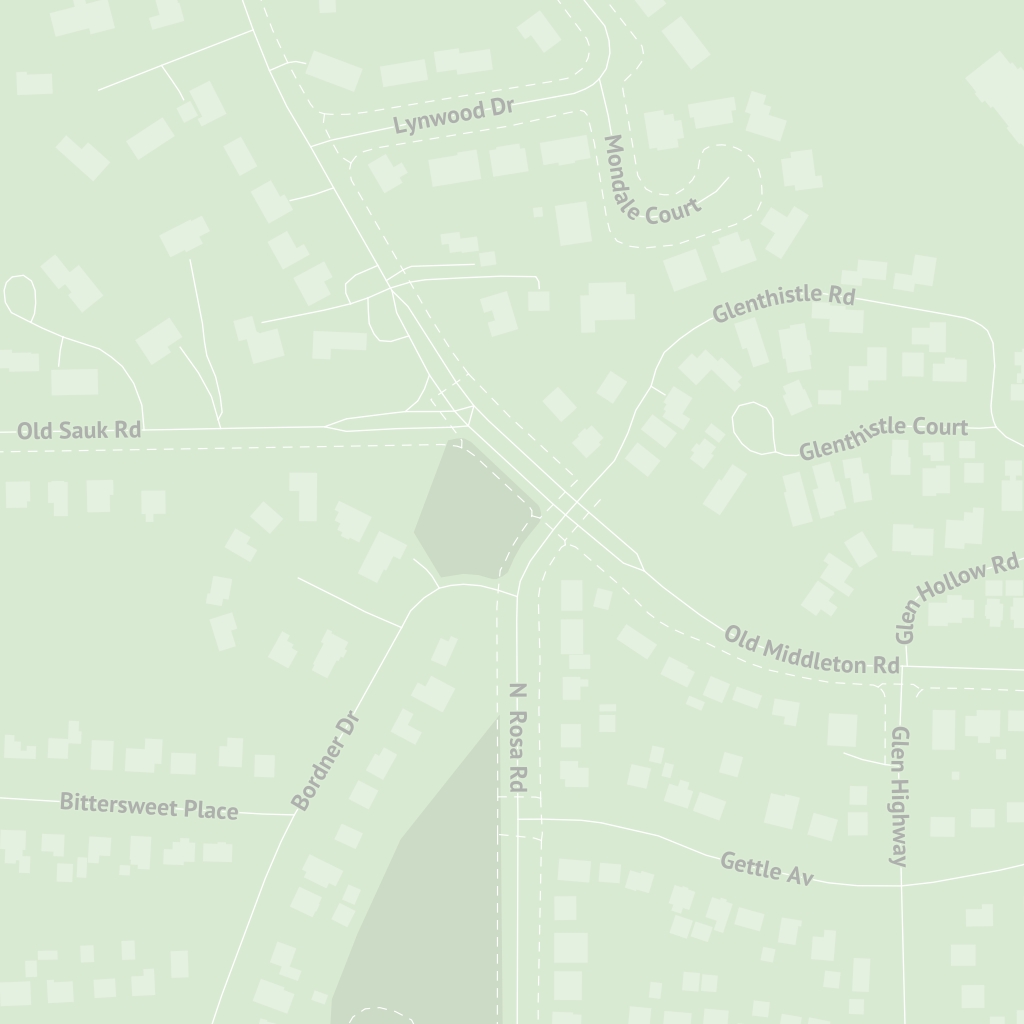 Lynwood Dr
Mondale Court
Glenthistle Rd
Old Sauk Rd
Glenthistle Court
Glen Hollow Rd
Old Middleton Rd
N Rosa Rd
Bordner Dr
Glen Highway
Bittersweet Place
Gettle Av